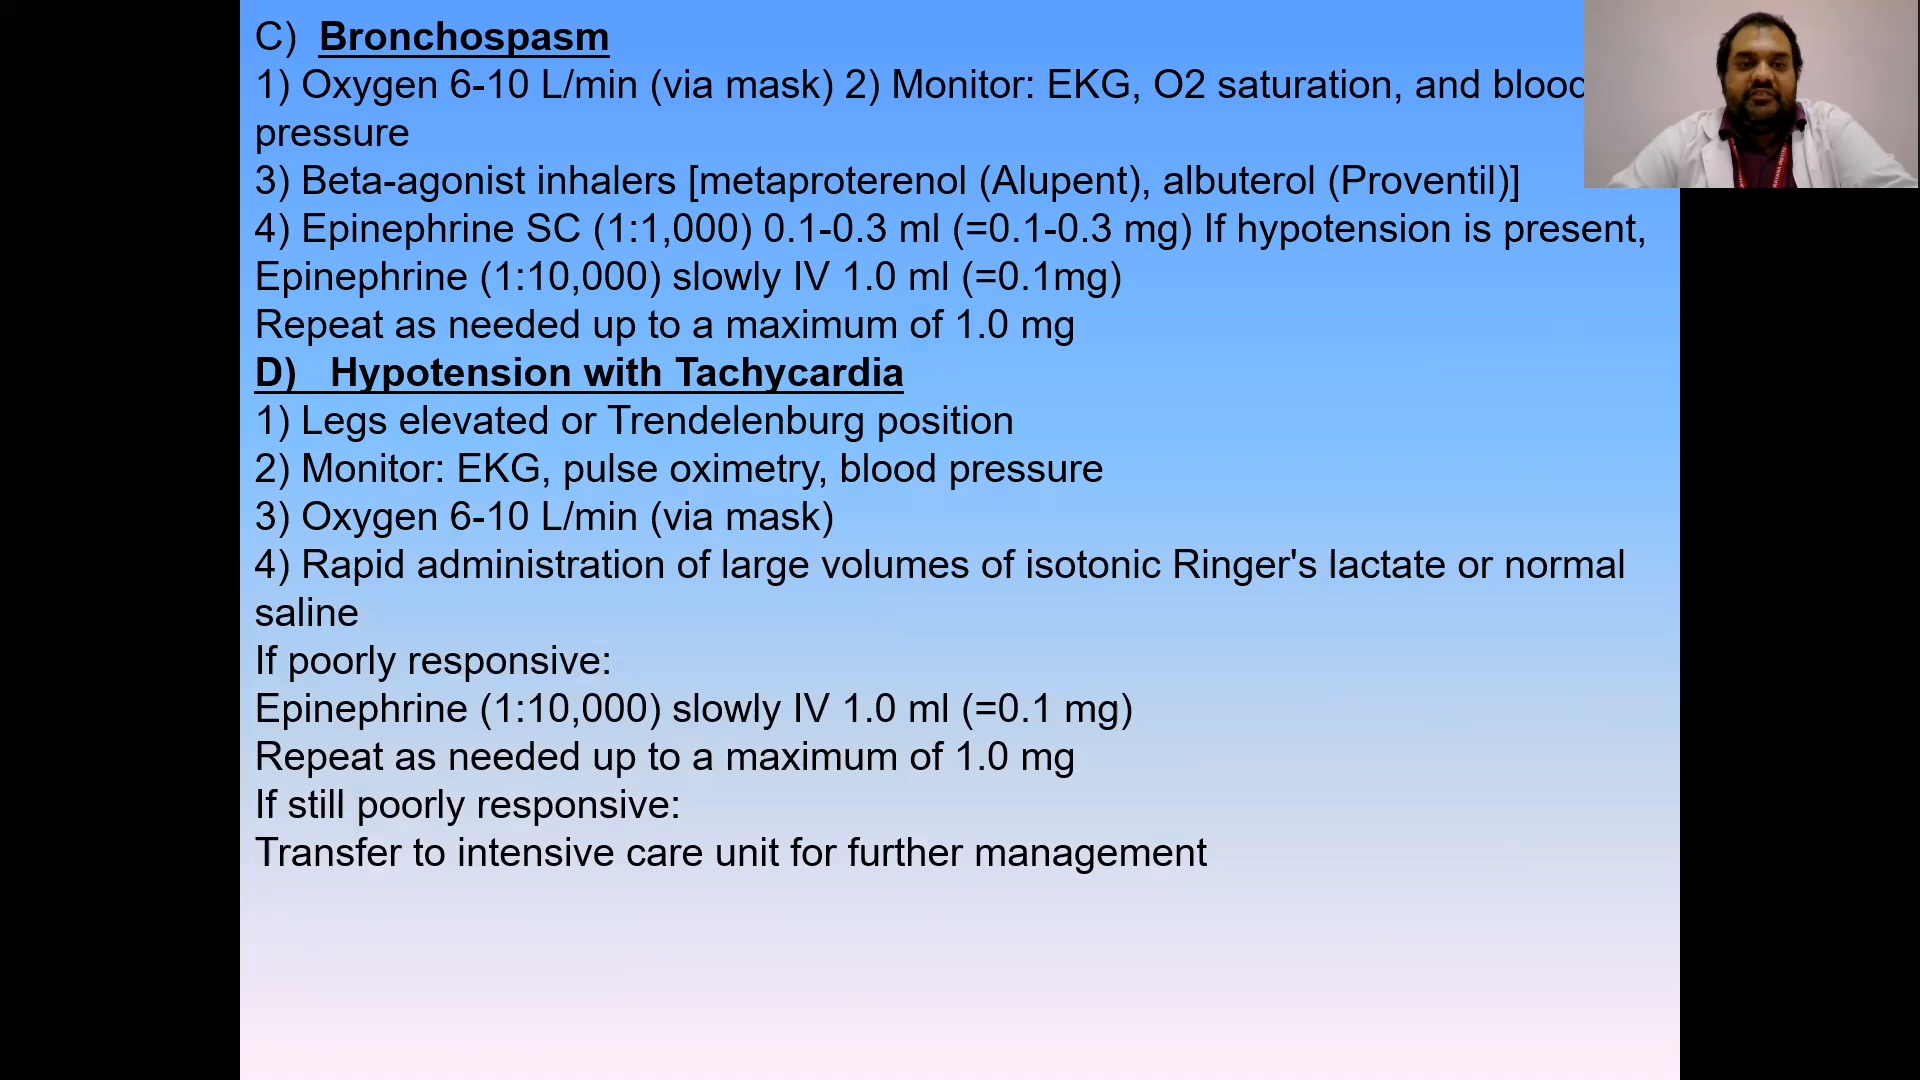 C) Bronchospasm
1) Oxygen 6-10 L/min (via mask) 2) Monitor: EKG, O2 saturation, and blood
pressure
3) Beta-agonist inhalers [metaproterenol (Alupent), albuterol (Proventil)]
4) Epinephrine SC (1:1,000) 0.1-0.3 ml (=0.1-0.3 mg) If hypotension is present,
Epinephrine (1:10,000) slowly IV 1.0 ml (=0.1mg)
Repeat as needed up to a maximum of 1.0 mg
D) Hypotension with Tachycardia
1) Legs elevated or Trendelenburg position
2) Monitor: EKG, pulse oximetry, blood pressure
3) Oxygen 6-10 L/min (via mask)
4) Rapid administration of large volumes of isotonic Ringer's lactate or normal
saline
If poorly responsive:
Epinephrine (1:10,000) slowly IV 1.0 ml (=0.1 mg)
Repeat as needed up to a maximum of 1.0 mg
If still poorly responsive:
Transfer to intensive care unit for further management